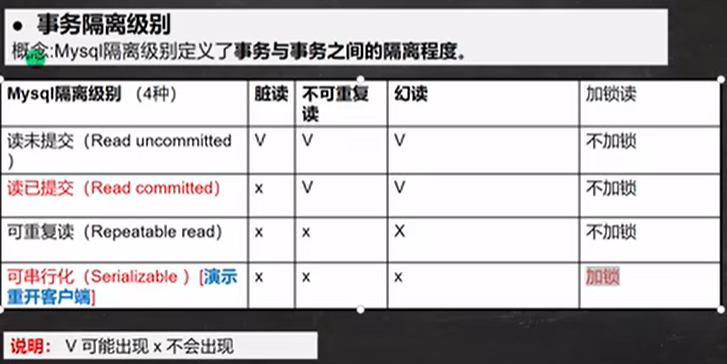 ● 事务隔离级别
概念:Mysql隔离级别定义了事务与事务之间的隔离程度。
Mysql隔离级别 （4种） 脏读 不可重复读 幻读 加锁读
读未提交（Read uncommitted） V V V 不加锁
读已提交（Read committed） x V V 不加锁
可重复读（Repeatable read） x x X 不加锁
可串行化（Serializable ）[演示重开客户端] x x x 加锁
说明： V 可能出现 x 不会出现